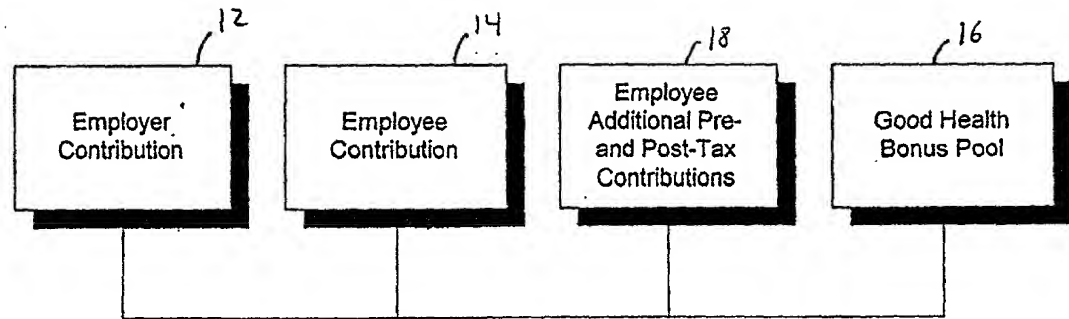 12
14
18
16
Employer
Contribution
Employee
Contribution
Employee
Additional Pre-
and Post-Tax
Contributions
Good Health
Bonus Pool